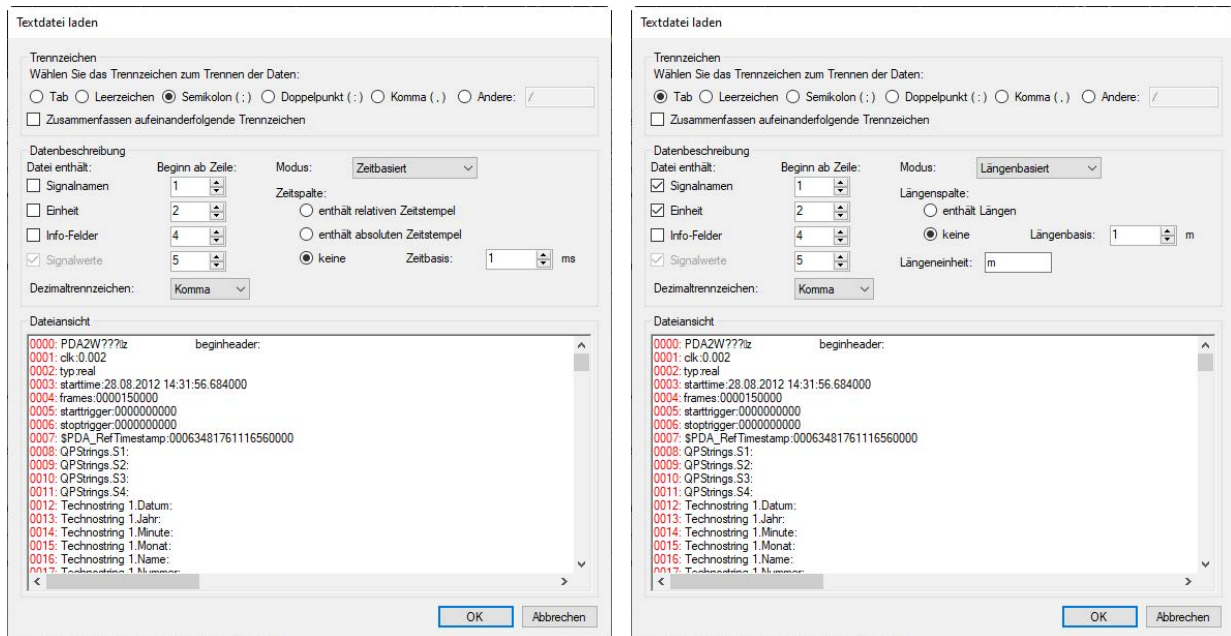 Textdatei laden
Trennzeichen
Wählen Sie das Trennzeichen zum Trennen der Daten:
Tab Leerzeichen Semikolon ( ; ) Doppelpunkt ( : ) Komma ( , ) Andere: /
Zusammenfassen aufeinanderfolgende Trennzeichen
Datenbeschreibung
Datei enthält: Beginn ab Zeile: Modus: Zeitbasiert
Signalnamen 1
Zeitspalte:
Einheit 2 enthält relativen Zeitstempel
Info-Felder 4 enthält absoluten Zeitstempel
Signalwerte 5 keine Zeitbasis: 1 ms
Dezimaltrennzeichen: Komma
Dateiansicht
0000: PDA2W??? z beginheader:
0001: clk:0.002
0002: typ:real
0003: starttime:28.08.2012 14:31:56.684000
0004: frames:0000150000
0005: starttrigger:0000000000
0006: stoptrigger:0000000000
0007: $PDA_RefTimestamp:00063481761116560000
0008: QPStrings.S1:
0009: QPStrings.S2:
0010: QPStrings.S3:
0011: QPStrings.S4:
0012: Technostring 1.Datum:
0013: Technostring 1.Jahr:
0014: Technostring 1.Minute:
0015: Technostring 1.Monat:
0016: Technostring 1.Name:
0017: Technostring 1.Nummer:
OK Abbrechen
Textdatei laden
Trennzeichen
Wählen Sie das Trennzeichen zum Trennen der Daten:
Tab Leerzeichen Semikolon ( ; ) Doppelpunkt ( : ) Komma ( , ) Andere: /
Zusammenfassen aufeinanderfolgende Trennzeichen
Datenbeschreibung
Datei enthält: Beginn ab Zeile: Modus: Längenbasiert
Signalnamen 1
Längenspalte:
Einheit 2 enthält Längen
Info-Felder 4 keine Längenbasis: 1 m
Signalwerte 5 Längeneinheit: m
Dezimaltrennzeichen: Komma
Dateiansicht
0000: PDA2W??? z beginheader:
0001: clk:0.002
0002: typ:real
0003: starttime:28.08.2012 14:31:56.684000
0004: frames:0000150000
0005: starttrigger:0000000000
0006: stoptrigger:0000000000
0007: $PDA_RefTimestamp:00063481761116560000
0008: QPStrings.S1:
0009: QPStrings.S2:
0010: QPStrings.S3:
0011: QPStrings.S4:
0012: Technostring 1.Datum:
0013: Technostring 1.Jahr:
0014: Technostring 1.Minute:
0015: Technostring 1.Monat:
0016: Technostring 1.Name:
0017: Technostring 1.Nummer:
OK Abbrechen